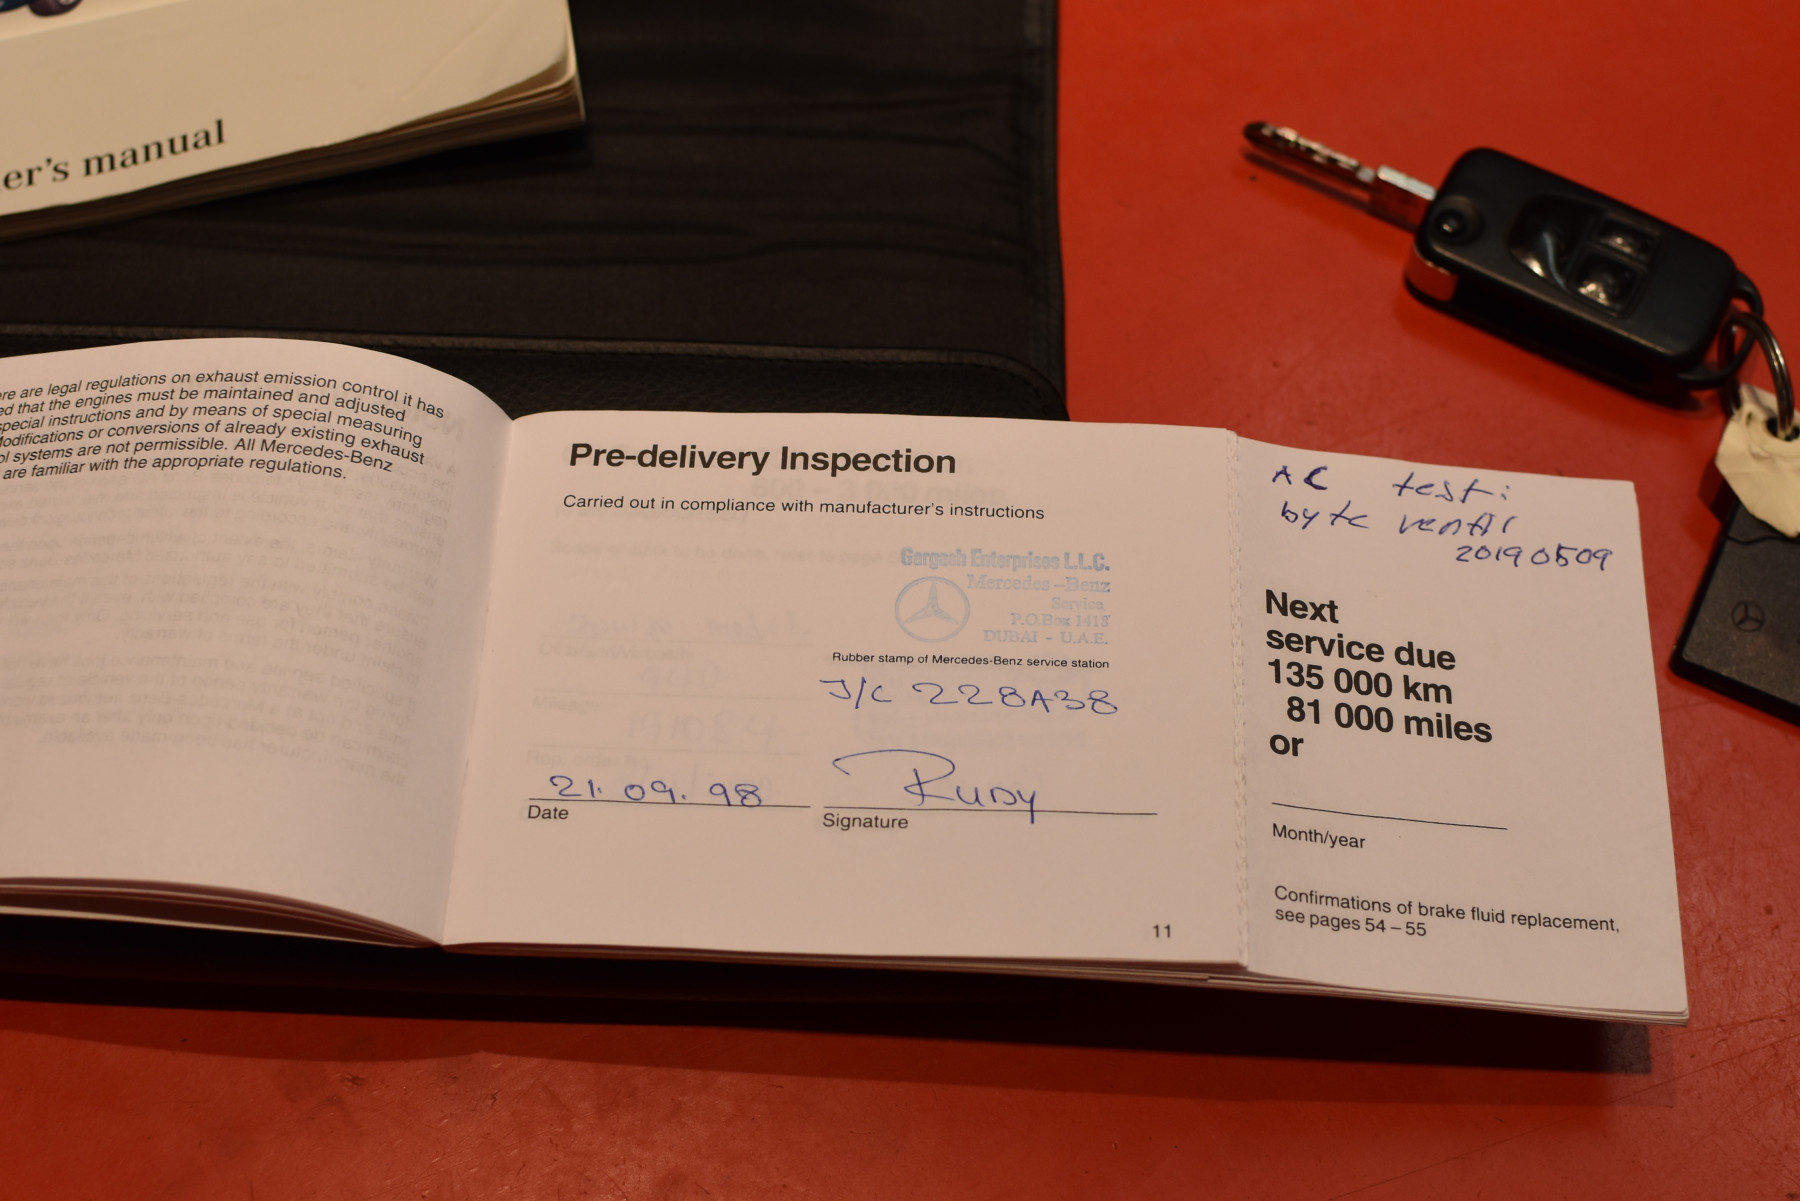 er's manual
re are legal regulations on exhaust emission control it has
ed that the engines must be maintained and adjusted
special instructions and by means of special measuring
Modifications or conversions of already existing exhaust
ol systems are not permissible. All Mercedes-Benz
are familiar with the appropriate regulations.
Pre-delivery Inspection
Carried out in compliance with manufacturer's instructions
Gargash Enterprises L.L.C.
Mercedes-Benz
Service
P.O.Box 1418
DUBAI - U.A.E.
Rubber stamp of Mercedes-Benz service station
J/C 228A38
21.09.98 Rudy
Date Signature
11
AC test:
byte ventil
20190509
Next
service due
135 000 km
81 000 miles
or
Month/year
Confirmations of brake fluid replacement,
see pages 54 – 55